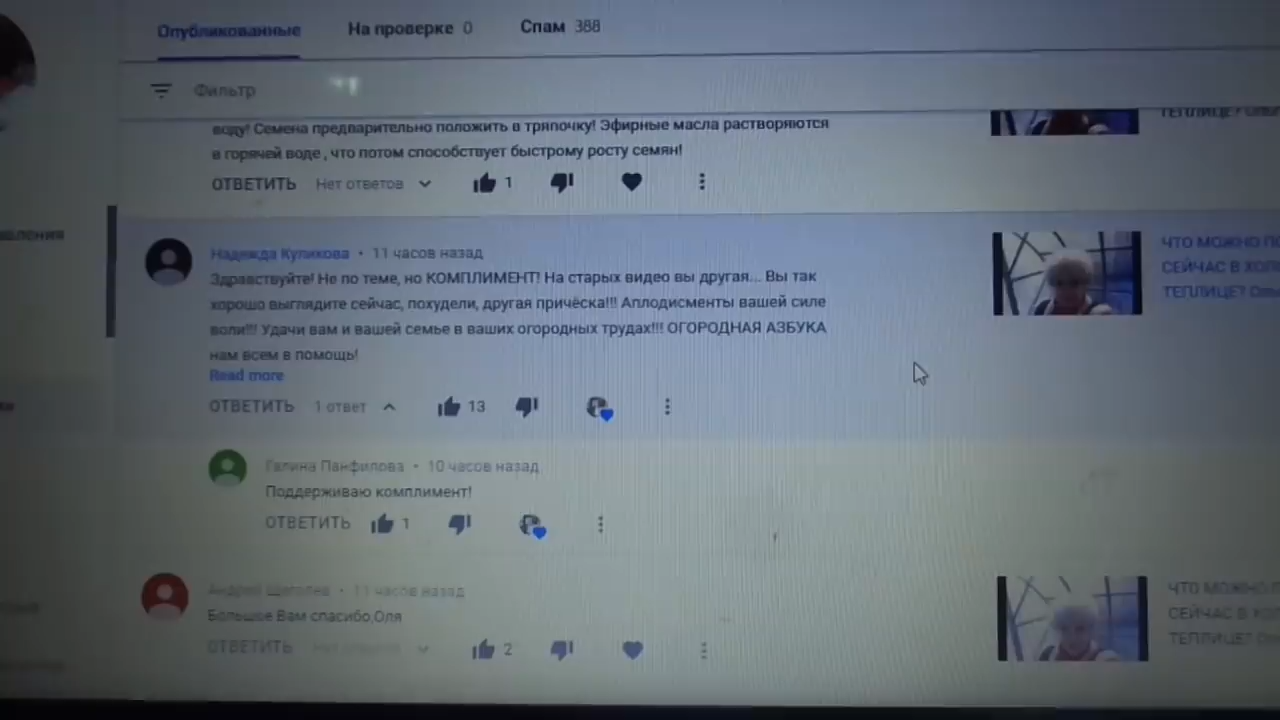 Опубликованные На проверке 0 Спам 388
Фильтр
воду! Семена предварительно положить в тряпочку! Эфирные масла растворяются
в горячей воде , что потом способствует быстрому росту семян!
ОТВЕТИТЬ Нет ответов 1
ТЕПЛИЦЕ?
Надежда Куликова • 11 часов назад
Здравствуйте! Не по теме, но КОМПЛИМЕНТ! На старых видео вы другая... Вы так
хорошо выглядите сейчас, похудели, другая причёска!!! Аплодисменты вашей силе
воли!!! Удачи вам и вашей семье в ваших огородных трудах!!! ОГОРОДНАЯ АЗБУКА
нам всем в помощь!
Read more
ОТВЕТИТЬ 1 ответ 13
ЧТО МОЖНО
СЕЙЧАС В
ТЕПЛИЦЕ?
Галина Панфилова • 10 часов назад
Поддерживаю комплимент!
ОТВЕТИТЬ 1
Андрей Щеголев • 11 часов назад
Большое Вам спасибо,Оля
ОТВЕТИТЬ Нет ответов 2
ЧТО МОЖНО
СЕЙЧАС В
ТЕПЛИЦЕ?